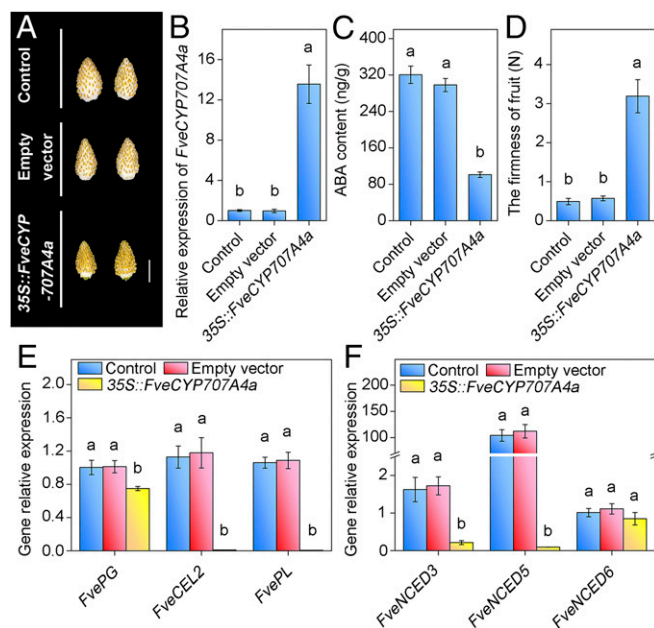 A
Control
Empty
vector
35S::FveCYP
-707A4a
B
Relative expression of FveCYP707A4a
16
12
8
4
0
b
b
a
Control
Empty vector
35S::FveCYP707A4a
C
ABA content (ng/g)
400
320
240
160
80
0
a
a
b
Control
Empty vector
35S::FveCYP707A4a
D
The firmness of fruit (N)
4
3
2
1
0
b
b
a
Control
Empty vector
35S::FveCYP707A4a
E
Control Empty vector
35S::FveCYP707A4a
Gene relative expression
2.0
1.6
1.2
0.8
0.4
0.0
a a b
a a b
a a b
FvePG
FveCEL2
FvePL
F
Control Empty vector
35S::FveCYP707A4a
Gene relative expression
200
150
100
50
2
1
0
a a b
a a b
a a a
FveNCED3
FveNCED5
FveNCED6